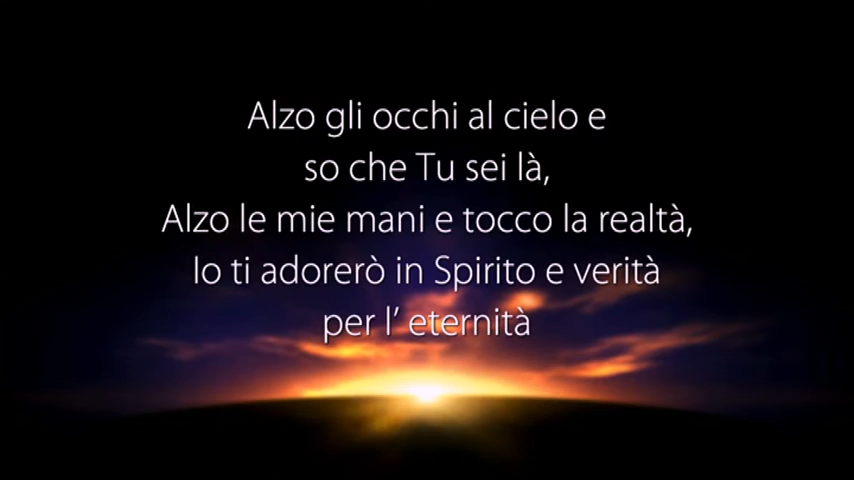 Alzo gli occhi al cielo e
so che Tu sei là,
Alzo le mie mani e tocco la realtà,
Io ti adorerò in Spirito e verità
per l’ eternità